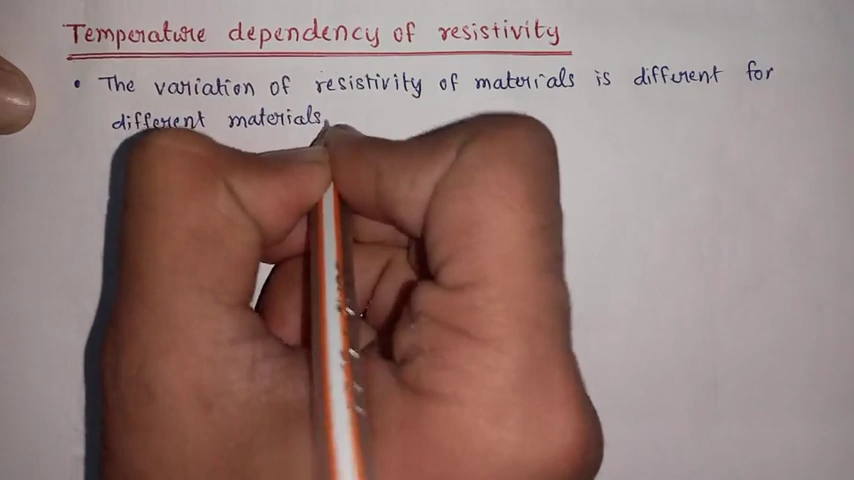 Temperature dependency of resistivity
• The variation of resistivity of materials is different for
different materials,